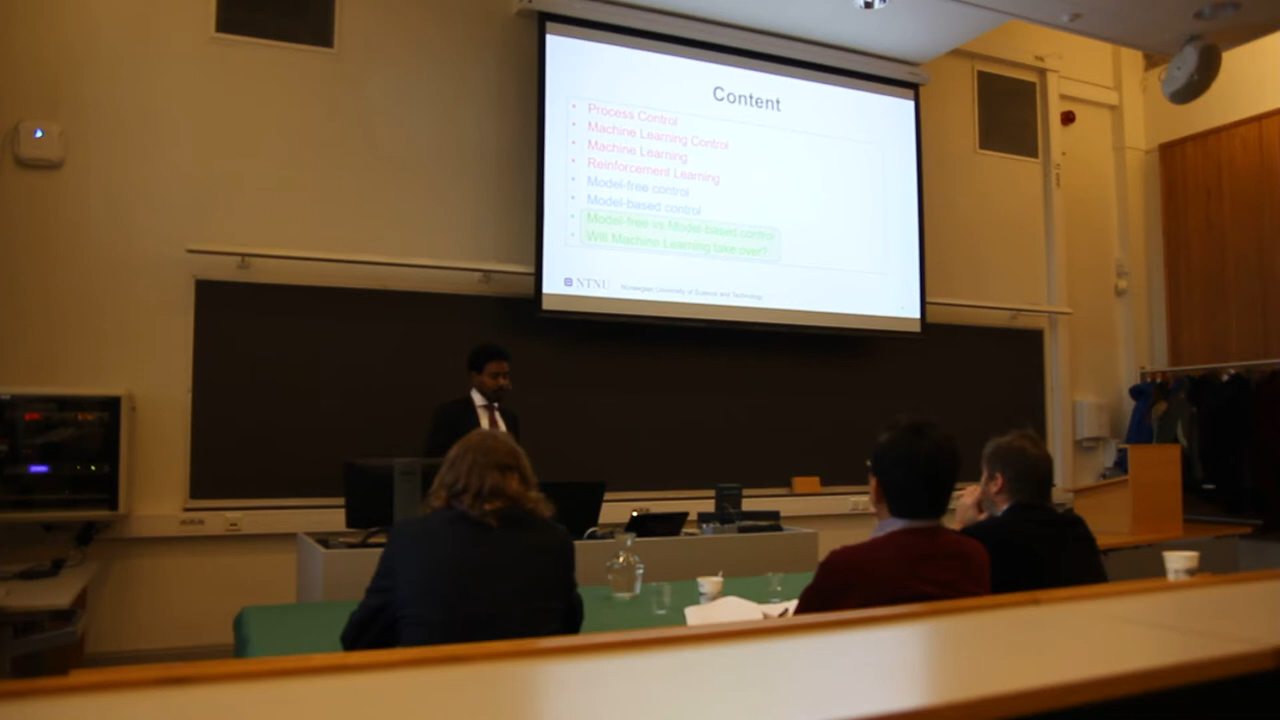 Content
• Process Control
• Machine Learning Control
• Machine Learning
• Reinforcement Learning
• Model-free control
• Model-based control
• Model-free vs Model-based control
• Will Machine Learning take over?
NTNU Norwegian University of Science and Technology